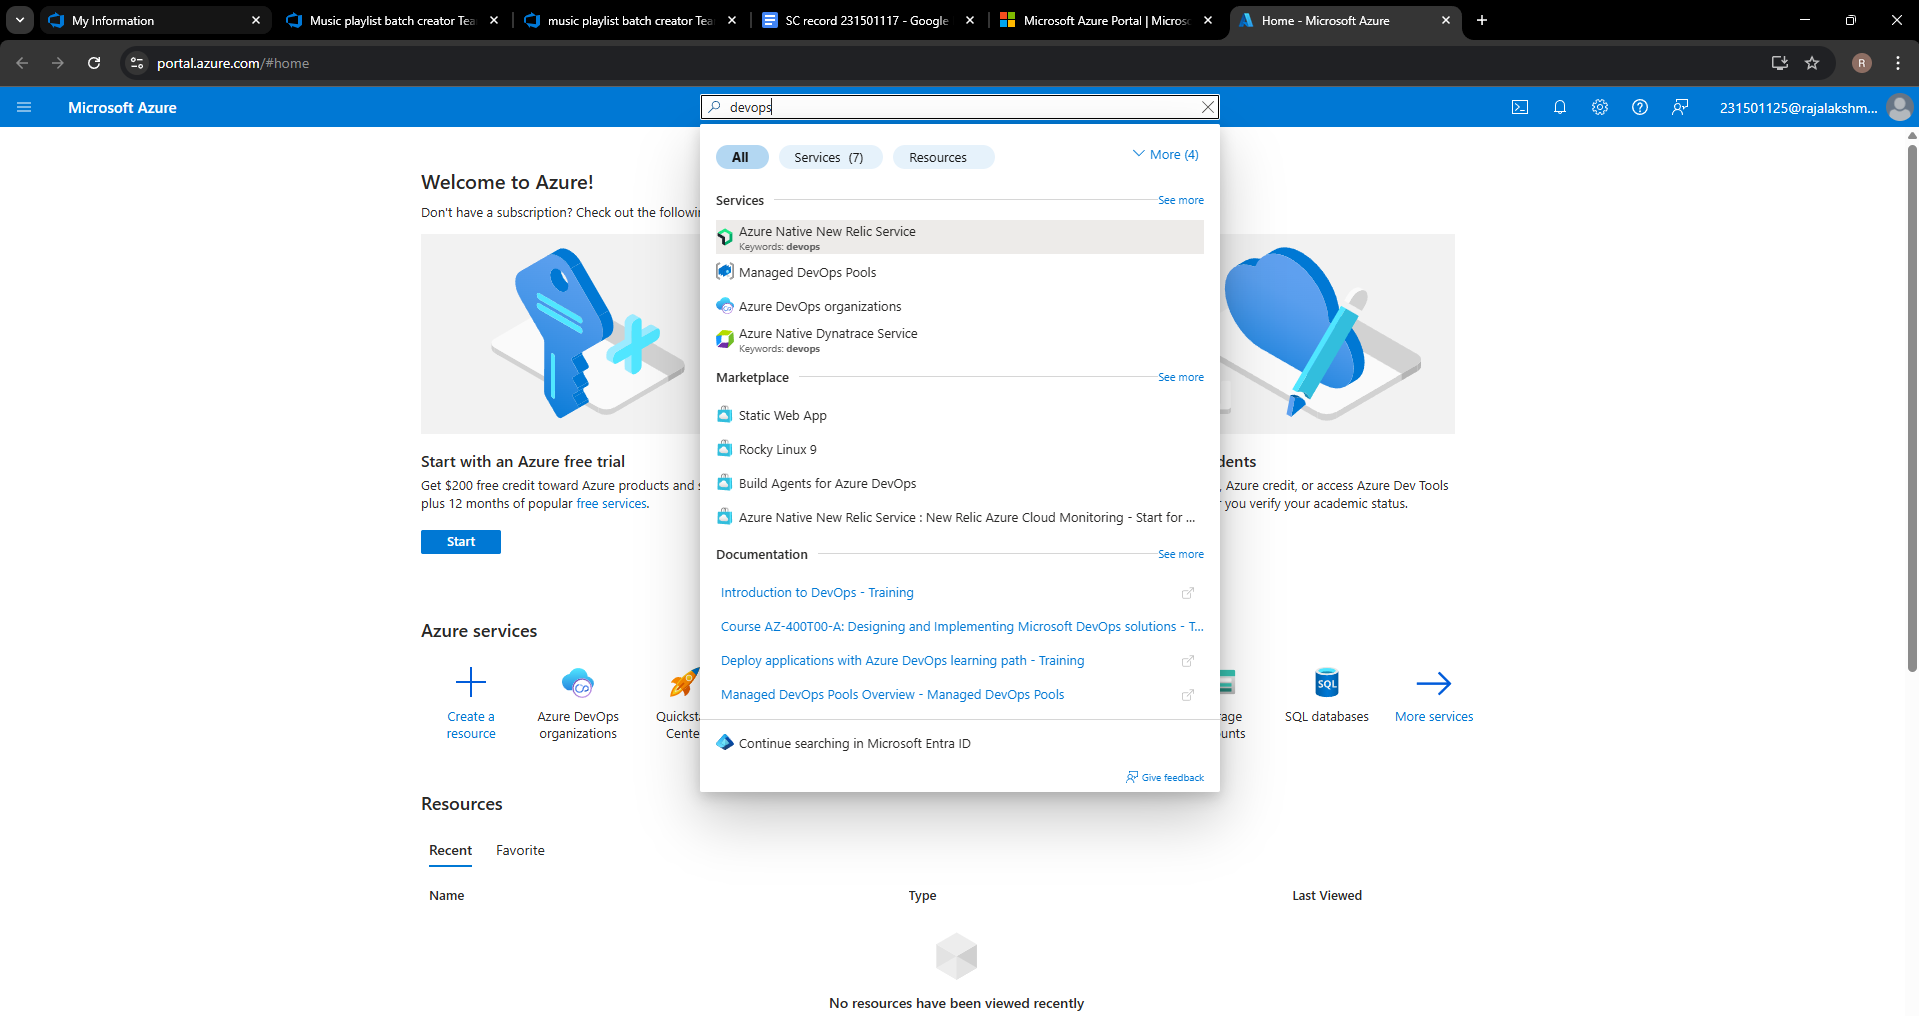 My Information
Music playlist batch creator Tea
music playlist batch creator Tea
SC record 231501117 - Google
Microsoft Azure Portal | Micros
Home - Microsoft Azure
portal.azure.com/#home
R
Microsoft Azure
devops
231501125@rajalakshm...
All
Services (7)
Resources
More (4)
Welcome to Azure!
Don't have a subscription? Check out the followi
Services
See more
Azure Native New Relic Service
Keywords: devops
Managed DevOps Pools
Azure DevOps organizations
Azure Native Dynatrace Service
Keywords: devops
Marketplace
See more
Static Web App
Rocky Linux 9
Build Agents for Azure DevOps
Azure Native New Relic Service : New Relic Azure Cloud Monitoring - Start for ...
Documentation
See more
Introduction to DevOps - Training
Course AZ-400T00-A: Designing and Implementing Microsoft DevOps solutions - T...
Deploy applications with Azure DevOps learning path - Training
Managed DevOps Pools Overview - Managed DevOps Pools
Continue searching in Microsoft Entra ID
Give feedback
Start with an Azure free trial
Get $200 free credit toward Azure products and s
plus 12 months of popular free services.
Start
dents
, Azure credit, or access Azure Dev Tools
you verify your academic status.
Azure services
Create a
resource
Azure DevOps
organizations
Quicksta
Cente
rage
unts
SQL
SQL databases
More services
Resources
Recent
Favorite
Name
Type
Last Viewed
No resources have been viewed recently